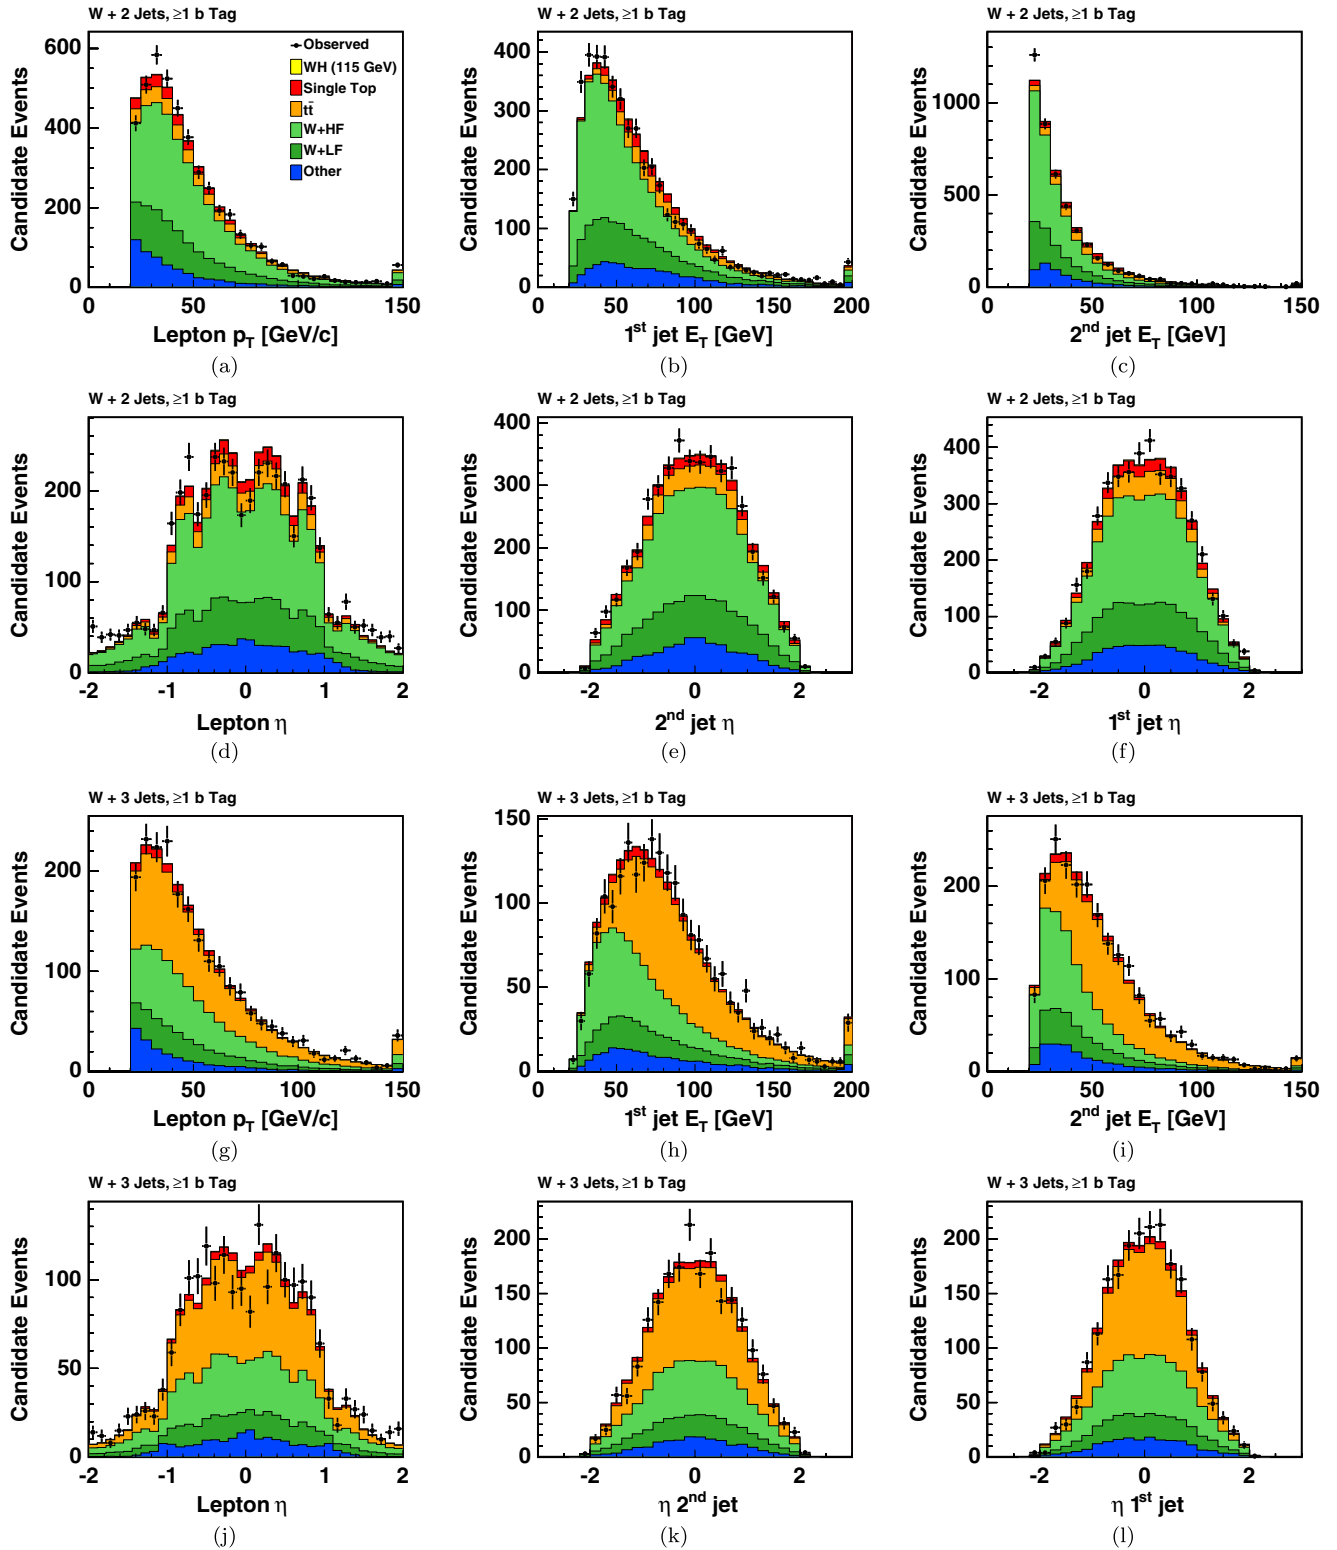 W + 2 Jets, ≥1 b Tag
Candidate Events
600
400
200
0
0 50 100 150
Lepton pT [GeV/c]
(a)
Observed
WH (115 GeV)
Single Top
tt̄
W+HF
W+LF
Other
W + 2 Jets, ≥1 b Tag
Candidate Events
400
300
200
100
0
0 50 100 150 200
1st jet ET [GeV]
(b)
W + 2 Jets, ≥1 b Tag
Candidate Events
1000
500
0
0 50 100 150
2nd jet ET [GeV]
(c)
W + 2 Jets, ≥1 b Tag
Candidate Events
200
100
0
-2 -1 0 1 2
Lepton η
(d)
W + 2 Jets, ≥1 b Tag
Candidate Events
400
300
200
100
0
-2 0 2
2nd jet η
(e)
W + 2 Jets, ≥1 b Tag
Candidate Events
400
300
200
100
0
-2 0 2
1st jet η
(f)
W + 3 Jets, ≥1 b Tag
Candidate Events
200
100
0
0 50 100 150
Lepton pT [GeV/c]
(g)
W + 3 Jets, ≥1 b Tag
Candidate Events
150
100
50
0
0 50 100 150 200
1st jet ET [GeV]
(h)
W + 3 Jets, ≥1 b Tag
Candidate Events
200
100
0
0 50 100 150
2nd jet ET [GeV]
(i)
W + 3 Jets, ≥1 b Tag
Candidate Events
100
50
0
-2 -1 0 1 2
Lepton η
(j)
W + 3 Jets, ≥1 b Tag
Candidate Events
200
150
100
50
0
-2 0 2
η 2nd jet
(k)
W + 3 Jets, ≥1 b Tag
Candidate Events
200
150
100
50
0
-2 0 2
η 1st jet
(l)